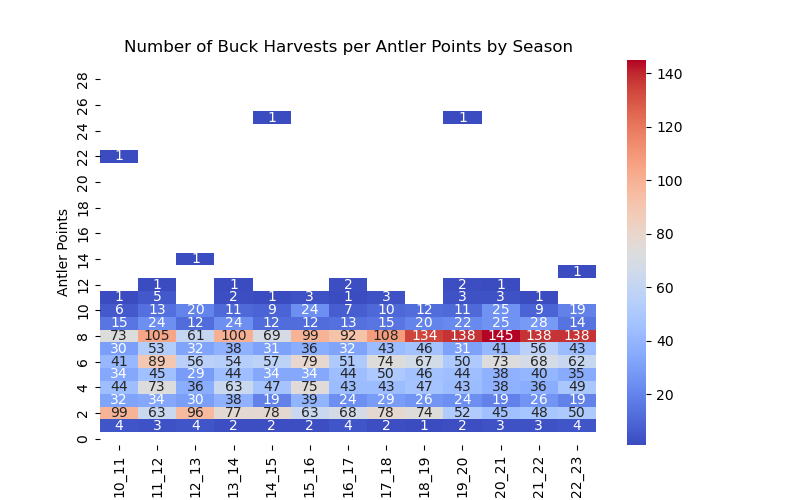 Number of Buck Harvests per Antler Points by Season
Antler Points
28
26
1 1
24
22 1
20
18
16
14 1
1
12 1 1 2 2 1
1 5 2 1 3 1 3 3 3 1
10 6 13 20 11 9 24 7 10 12 11 25 9 19
15 24 12 24 12 12 13 15 20 22 25 28 14
8 73 105 61 100 69 99 92 108 134 138 145 138 138
30 53 32 38 31 36 32 43 46 31 41 56 43
6 41 89 56 54 57 79 51 74 67 50 73 68 62
34 45 29 44 34 34 44 50 46 44 38 40 35
4 44 73 36 63 47 75 43 43 47 43 38 36 49
32 34 30 38 19 39 24 29 26 24 19 26 19
2 99 63 96 77 78 63 68 78 74 52 45 48 50
4 3 4 2 2 2 4 2 1 2 3 3 4
0
10_11 11_12 12_13 13_14 14_15 15_16 16_17 17_18 18_19 19_20 20_21 21_22 22_23
140
120
100
80
60
40
20